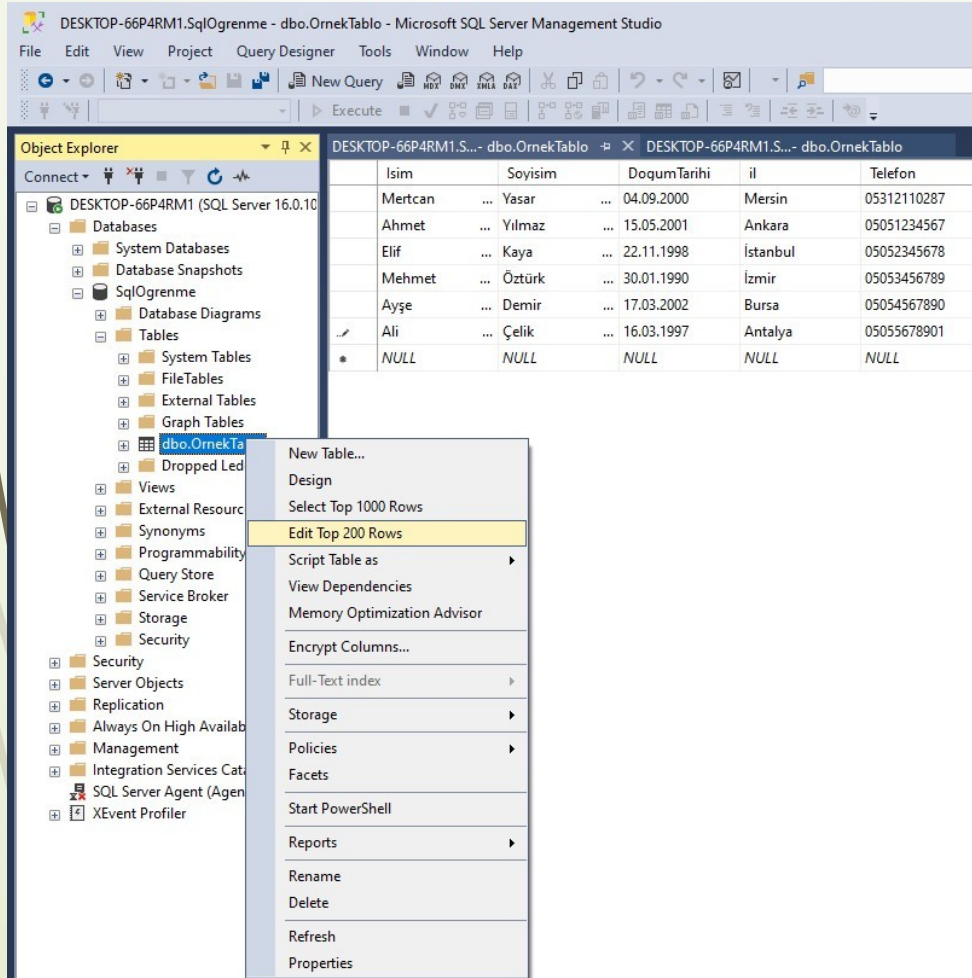 DESKTOP-66P4RM1.SqlOgrenme - dbo.OrnekTablo - Microsoft SQL Server Management Studio
File Edit View Project Query Designer Tools Window Help
New Query MDX DMX XMLA DAX
Execute
Object Explorer
Connect
DESKTOP-66P4RM1 (SQL Server 16.0.10
Databases
System Databases
Database Snapshots
SqlOgrenme
Database Diagrams
Tables
System Tables
FileTables
External Tables
Graph Tables
dbo.OrnekTa
Dropped Led
Views
External Resourc
Synonyms
Programmability
Query Store
Service Broker
Storage
Security
Security
Server Objects
Replication
Always On High Availab
Management
Integration Services Cata
SQL Server Agent (Agen
XEvent Profiler
DESKTOP-66P4RM1.S...- dbo.OrnekTablo DESKTOP-66P4RM1.S...- dbo.OrnekTablo
Isim Soyisim DogumTarihi il Telefon
Mertcan ... Yasar ... 04.09.2000 Mersin 05312110287
Ahmet ... Yılmaz ... 15.05.2001 Ankara 05051234567
Elif ... Kaya ... 22.11.1998 İstanbul 05052345678
Mehmet ... Öztürk ... 30.01.1990 İzmir 05053456789
Ayşe ... Demir ... 17.03.2002 Bursa 05054567890
Ali ... Çelik ... 16.03.1997 Antalya 05055678901
NULL NULL NULL NULL NULL
New Table...
Design
Select Top 1000 Rows
Edit Top 200 Rows
Script Table as
View Dependencies
Memory Optimization Advisor
Encrypt Columns...
Full-Text index
Storage
Policies
Facets
Start PowerShell
Reports
Rename
Delete
Refresh
Properties